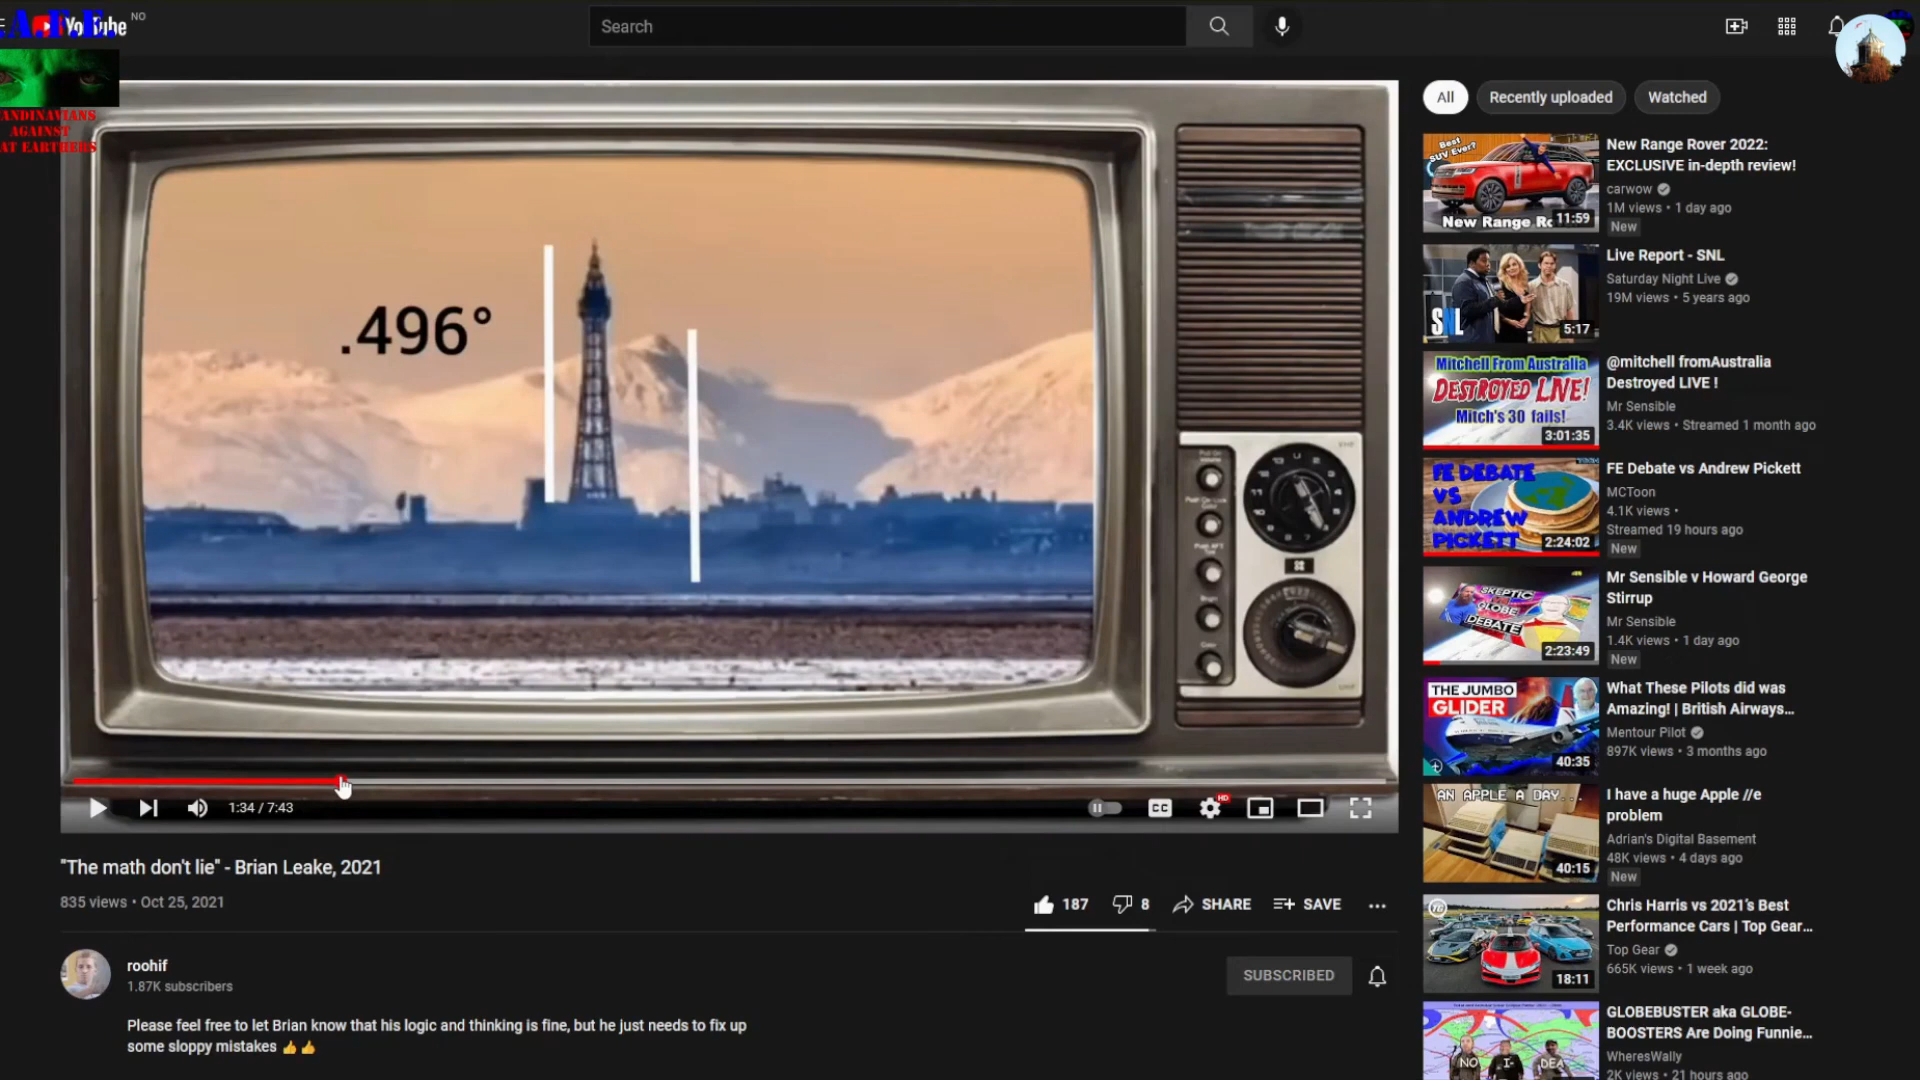 YouTube NO
Search
S.A.F.E.
SCANDINAVIANS
AGAINST
FLAT EARTHERS
.496°
1:34 / 7:43
CC
HD
"The math don't lie" - Brian Leake, 2021
835 views • Oct 25, 2021
187
8
SHARE
SAVE
roohif
1.87K subscribers
SUBSCRIBED
Please feel free to let Brian know that his logic and thinking is fine, but he just needs to fix up
some sloppy mistakes 👍👍
All
Recently uploaded
Watched
Best
SUV Ever?
New Range Ro
11:59
New Range Rover 2022:
EXCLUSIVE in-depth review!
carwow
1M views • 1 day ago
New
SNL
5:17
Live Report - SNL
Saturday Night Live
19M views • 5 years ago
Mitchell From Australia
DESTROYED LIVE!
Mitch's 30 fails!
3:01:35
@mitchell fromAustralia
Destroyed LIVE !
Mr Sensible
3.4K views • Streamed 1 month ago
FE DEBATE
VS
ANDREW
PICKETT
2:24:02
FE Debate vs Andrew Pickett
MCToon
4.1K views •
Streamed 19 hours ago
New
SKEPTIC
GLOBE
DEBATE
2:23:49
Mr Sensible v Howard George
Stirrup
Mr Sensible
1.4K views • 1 day ago
New
THE JUMBO
GLIDER
40:35
What These Pilots did was
Amazing! | British Airways...
Mentour Pilot
897K views • 3 months ago
AN APPLE A DAY...
40:15
I have a huge Apple //e
problem
Adrian's Digital Basement
48K views • 4 days ago
New
TG
18:11
Chris Harris vs 2021's Best
Performance Cars | Top Gear...
Top Gear
665K views • 1 week ago
NO I- DEA
GLOBEBUSTER aka GLOBE-
BOOSTERS Are Doing Funnie...
WheresWally
2K views • 21 hours ago